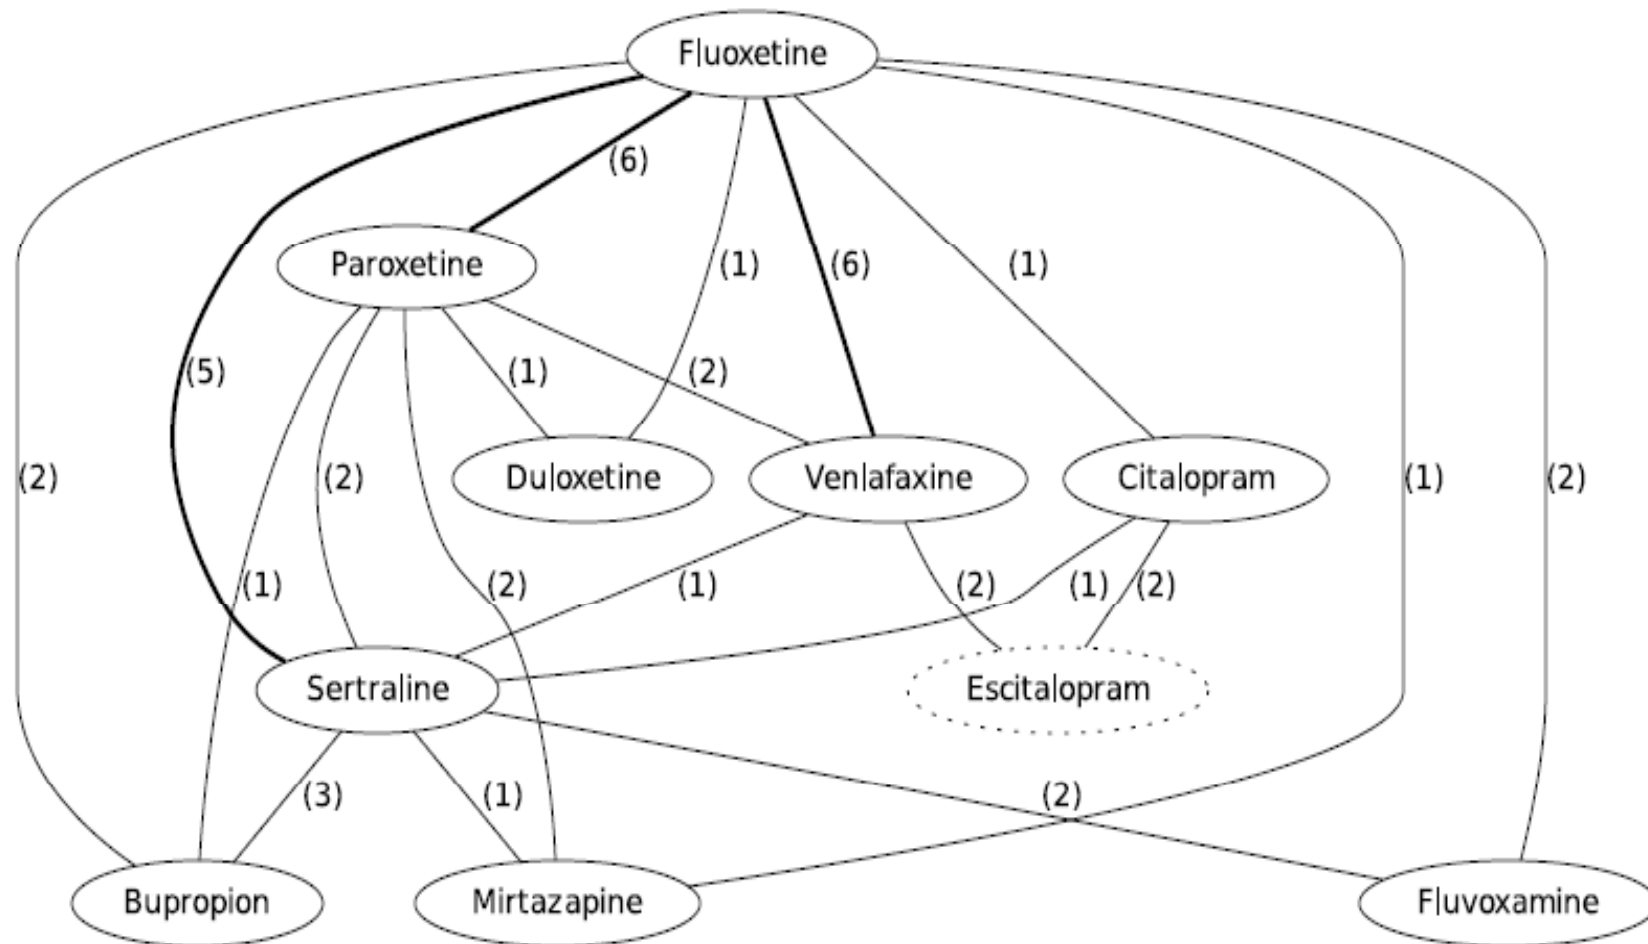 Fluoxetine
(6)
Paroxetine
(1)
(6)
(1)
(5)
(1)
(2)
(2)
(2)
Duloxetine
Venlafaxine
Citalopram
(1)
(2)
(1)
(2)
(1)
(2)
(1)
(2)
Sertraline
Escitalopram
(3)
(1)
(2)
Bupropion
Mirtazapine
Fluvoxamine